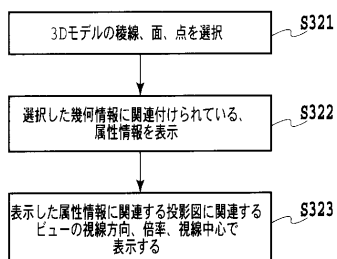 3Dモデルの稜線、面、点を選択
S321
選択した幾何情報に関連付けられている、
属性情報を表示
S322
表示した属性情報に関連する投影図に関連する
ビューの視線方向、倍率、視線中心で
表示する
S323